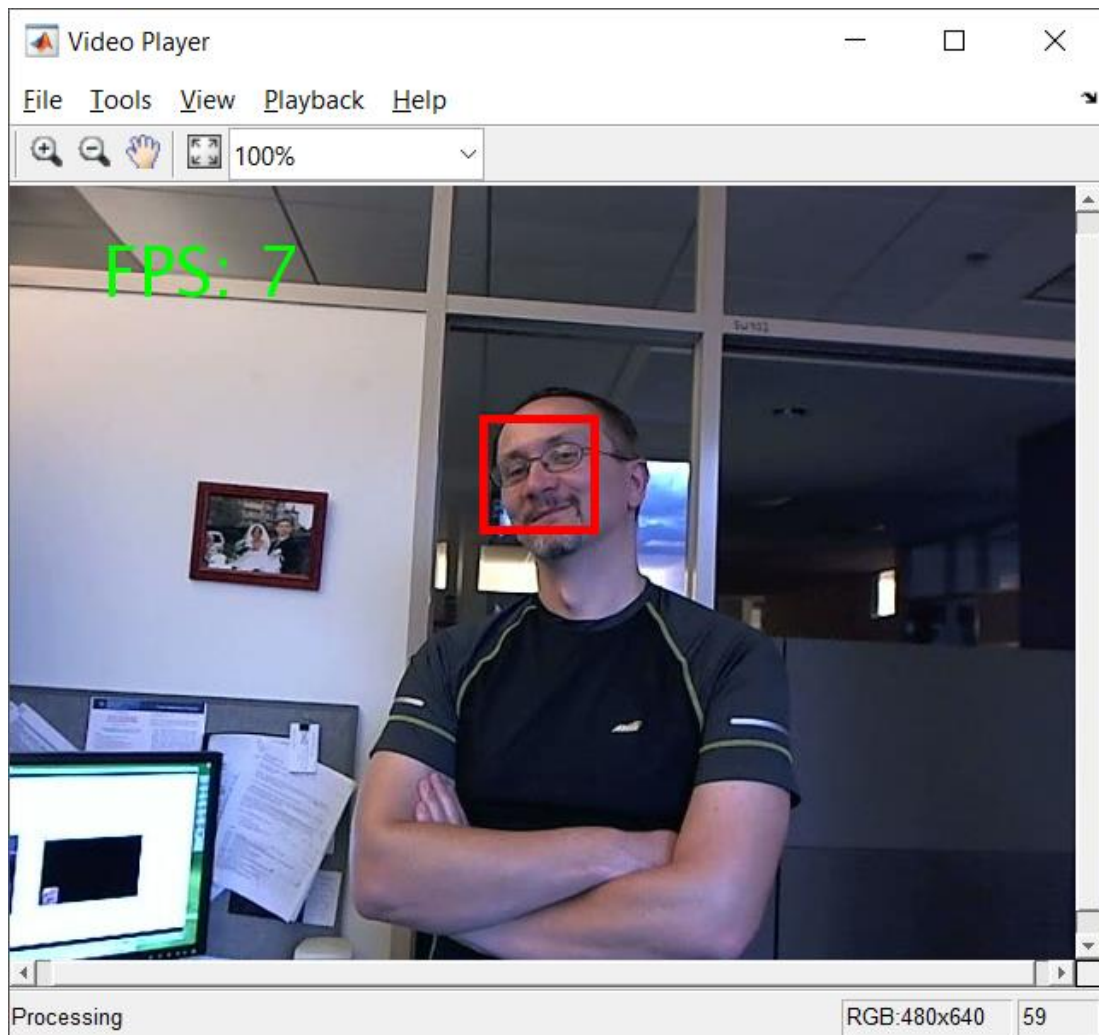 Video Player
File Tools View Playback Help
100%
FPS: 7
Processing
RGB:480x640
59